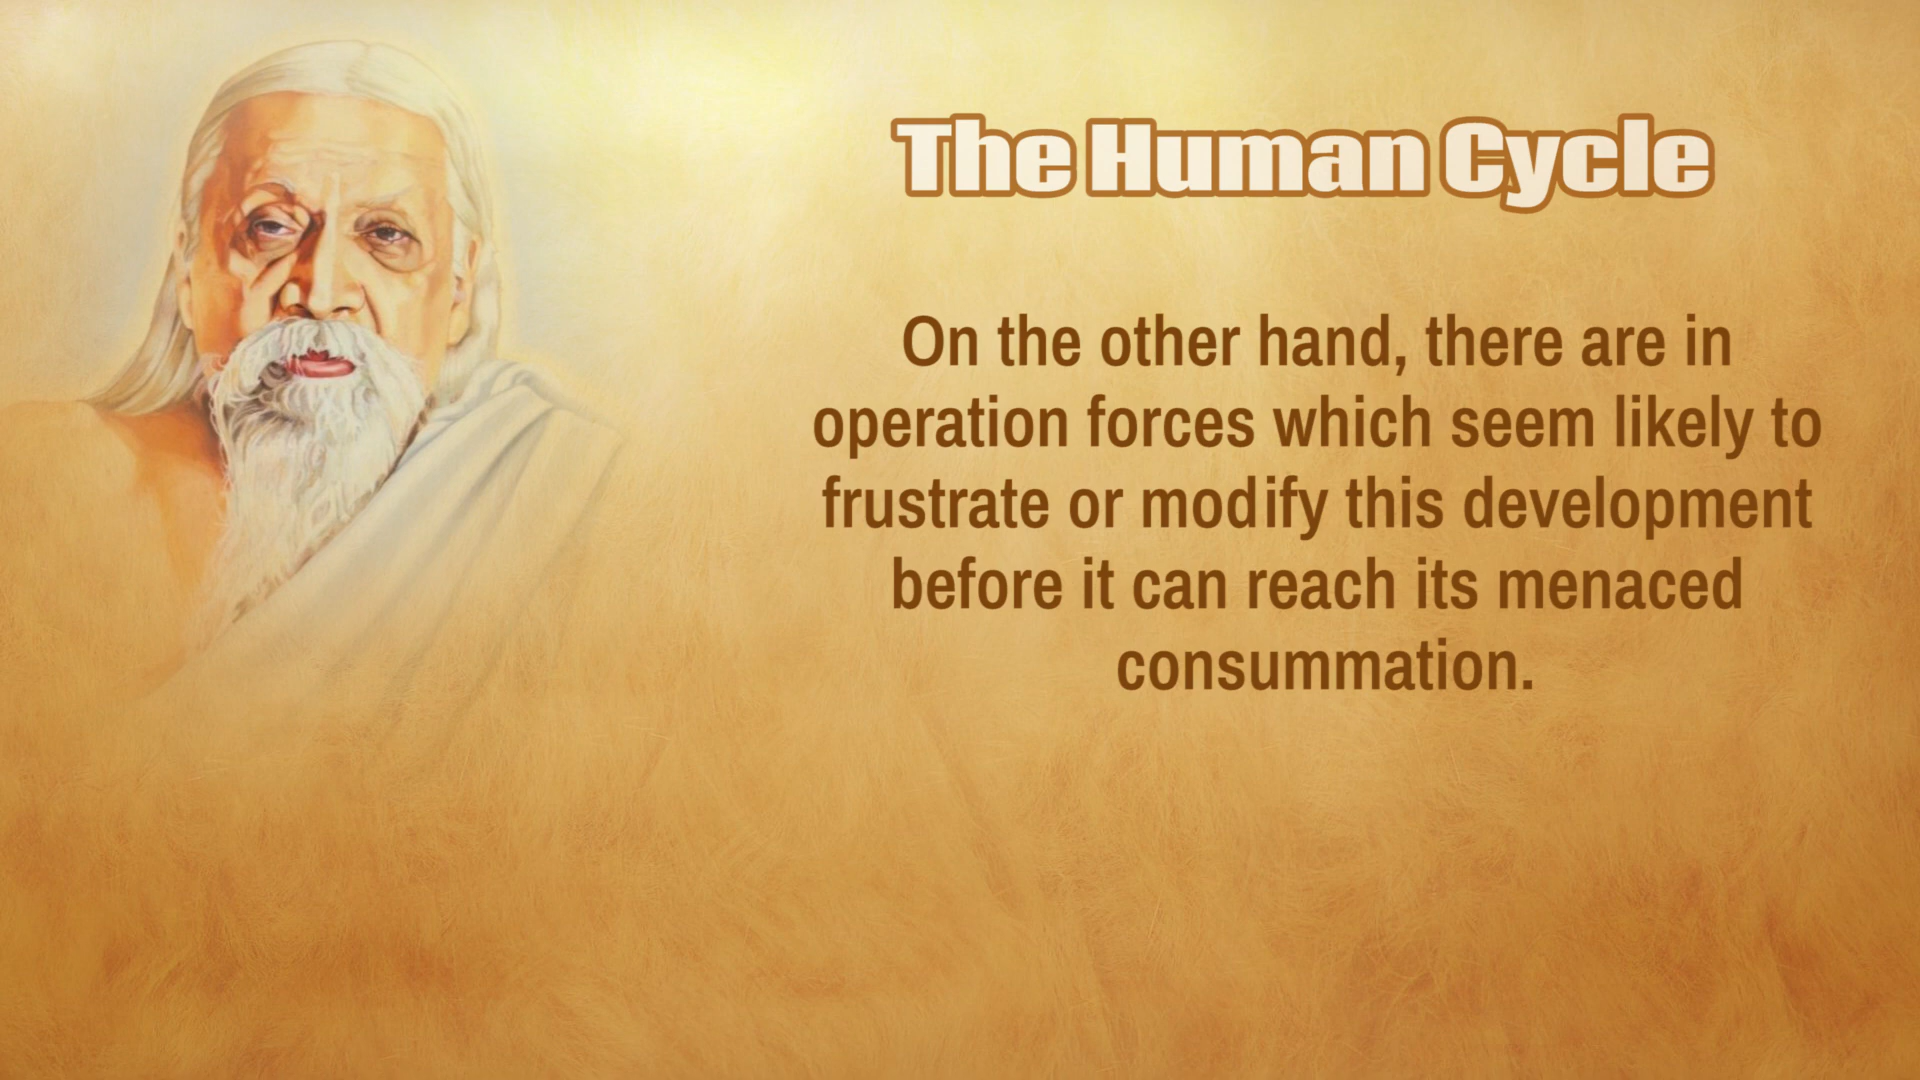 The Human Cycle
On the other hand, there are in
operation forces which seem likely to
frustrate or modify this development
before it can reach its menaced
consummation.